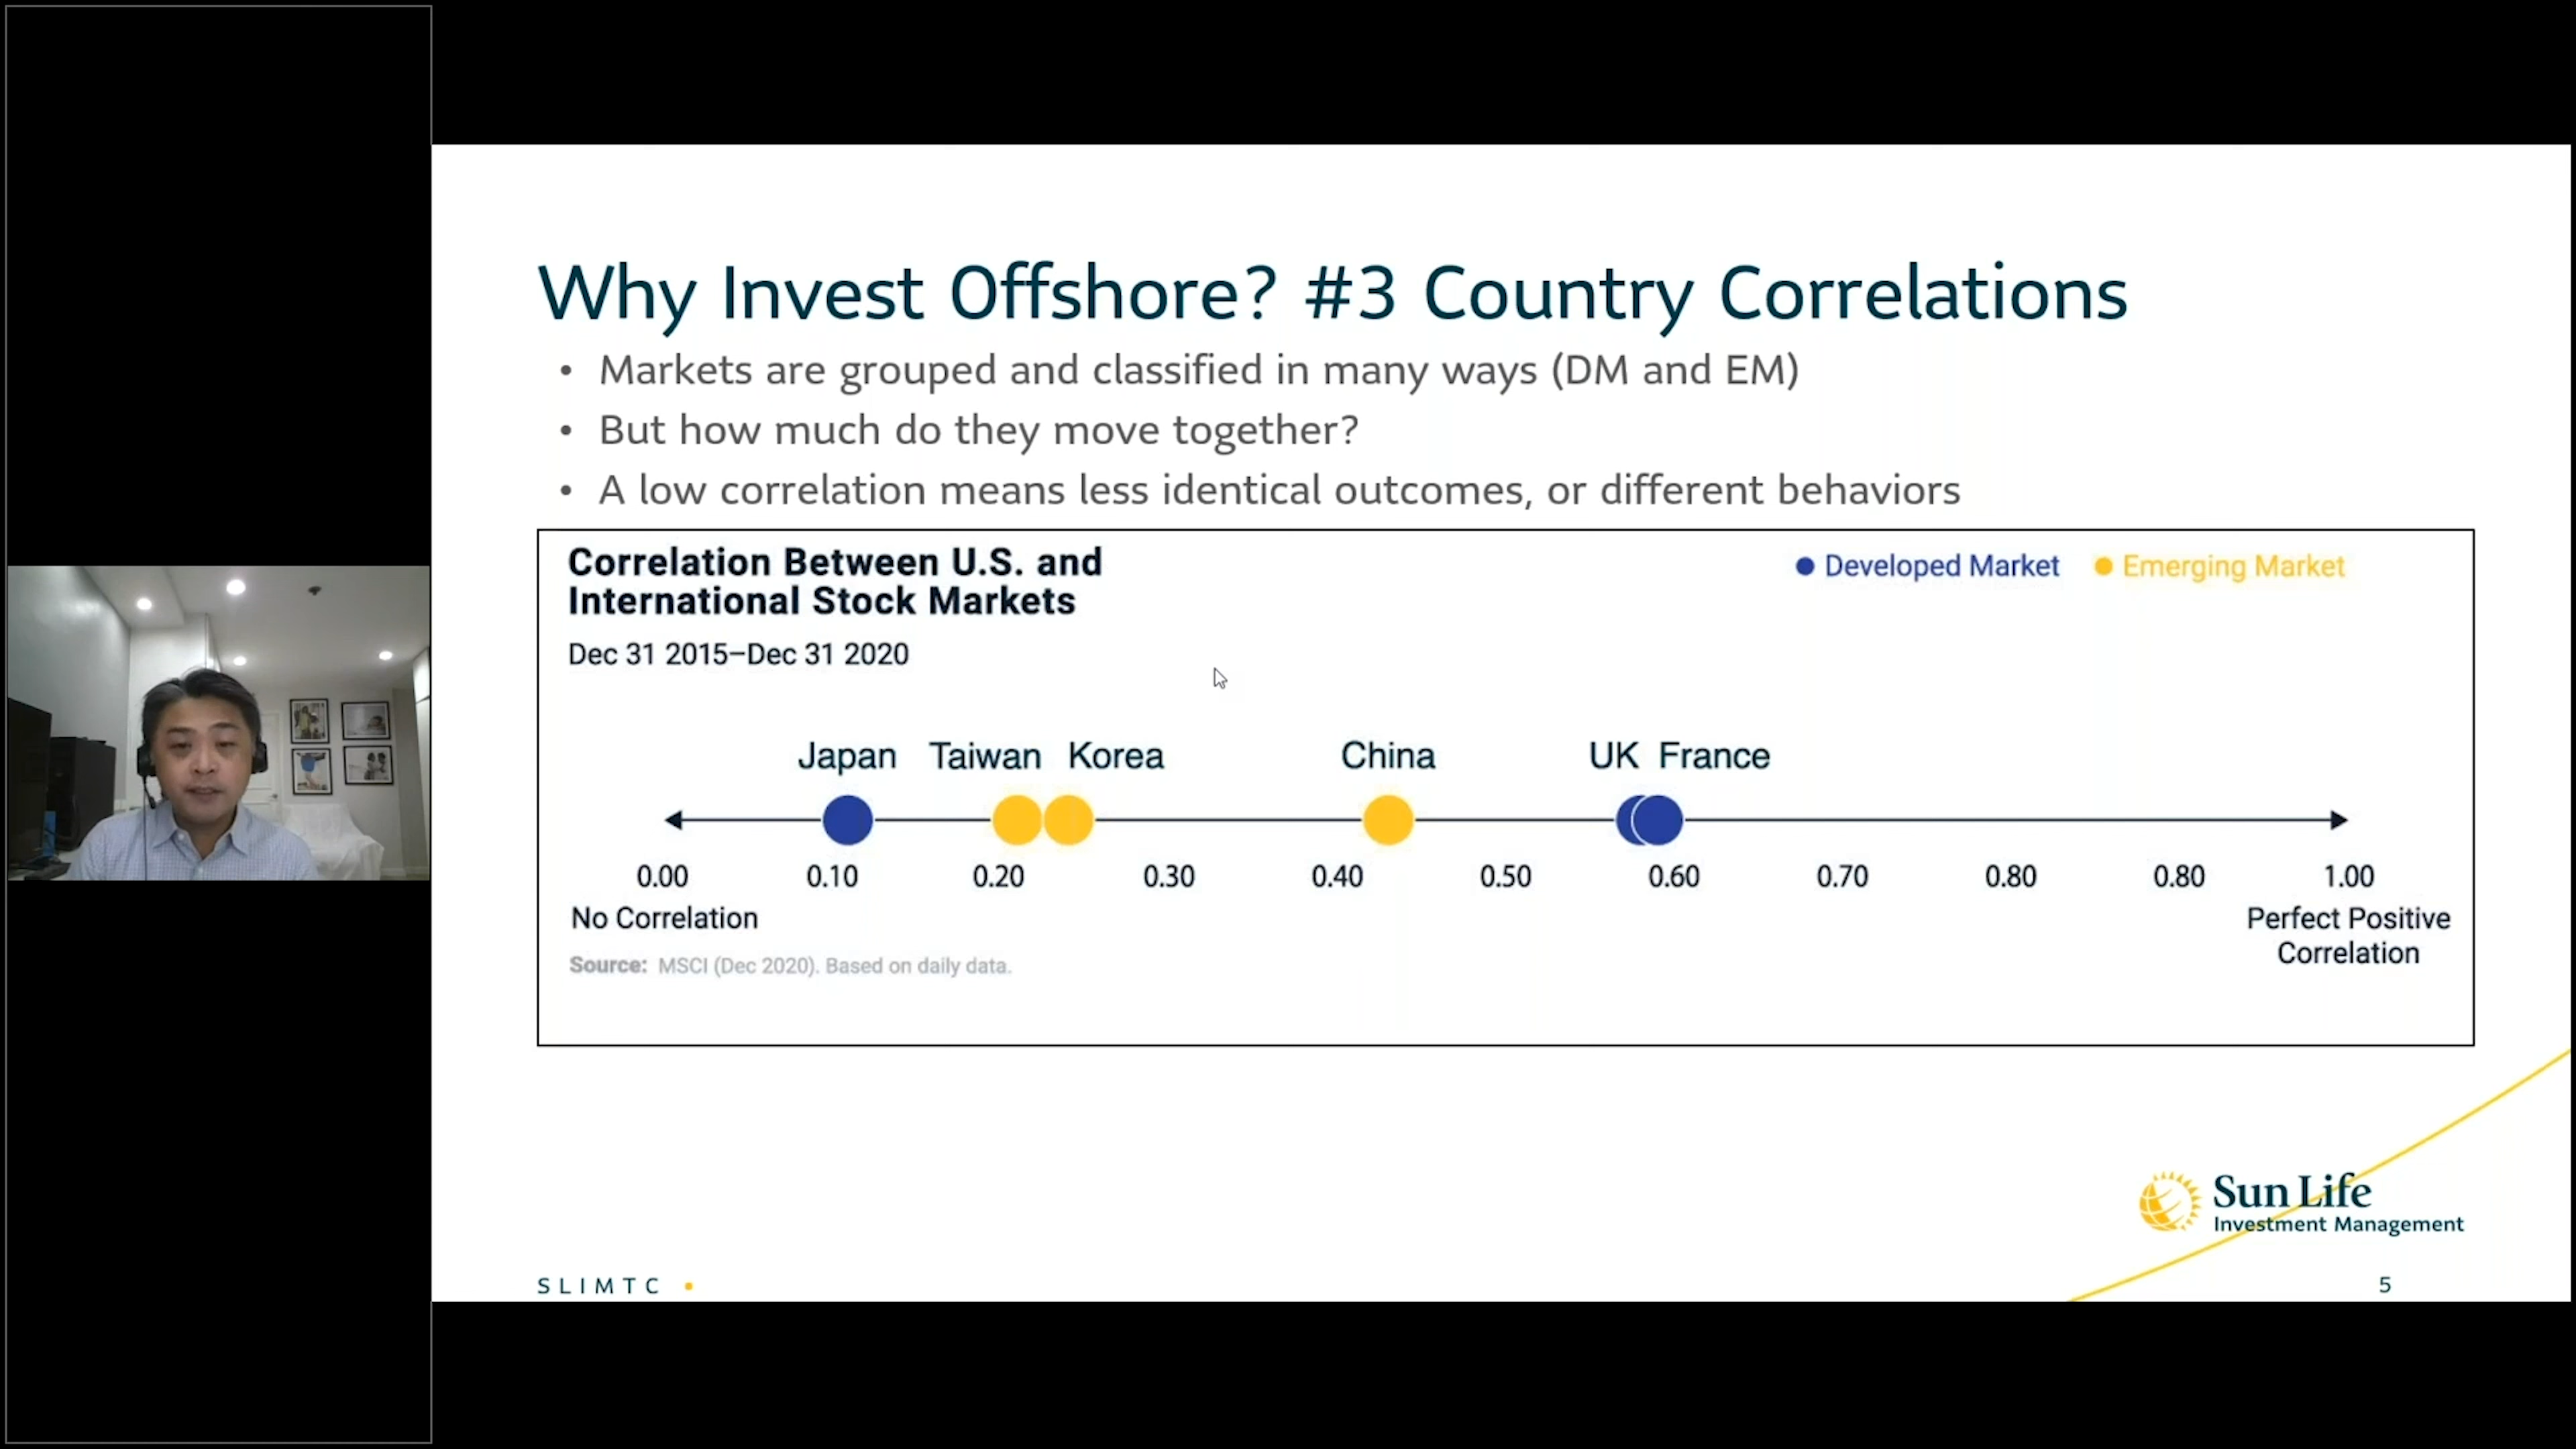 Why Invest Offshore? #3 Country Correlations
• Markets are grouped and classified in many ways (DM and EM)
• But how much do they move together?
• A low correlation means less identical outcomes, or different behaviors
Correlation Between U.S. and
International Stock Markets
Dec 31 2015–Dec 31 2020
Developed Market Emerging Market
Japan Taiwan Korea China UK France
0.00 0.10 0.20 0.30 0.40 0.50 0.60 0.70 0.80 0.80 1.00
No Correlation
Perfect Positive
Correlation
Source: MSCI (Dec 2020). Based on daily data.
Sun Life
Investment Management
SLIMTC
5